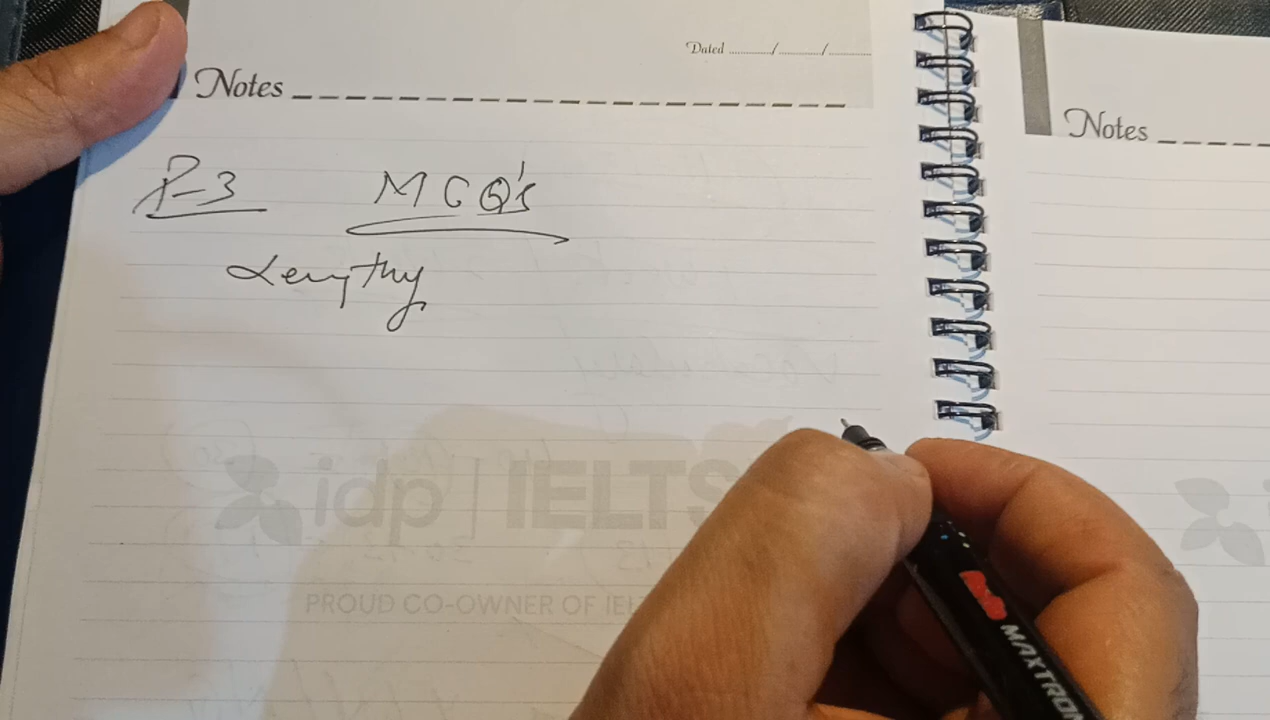 Dated ......../......../........
Notes
Notes
P-3 MCQ's
Lengthy
idp | IELTS
PROUD CO-OWNER OF IEL
MAXTRON